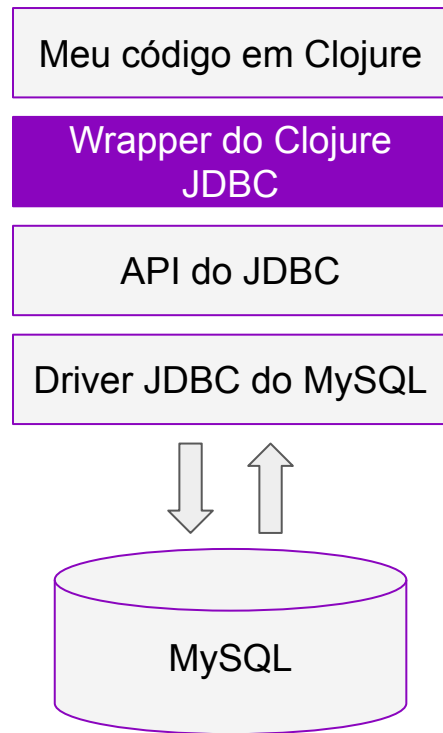 Meu código em Clojure
Wrapper do Clojure
JDBC
API do JDBC
Driver JDBC do MySQL
MySQL